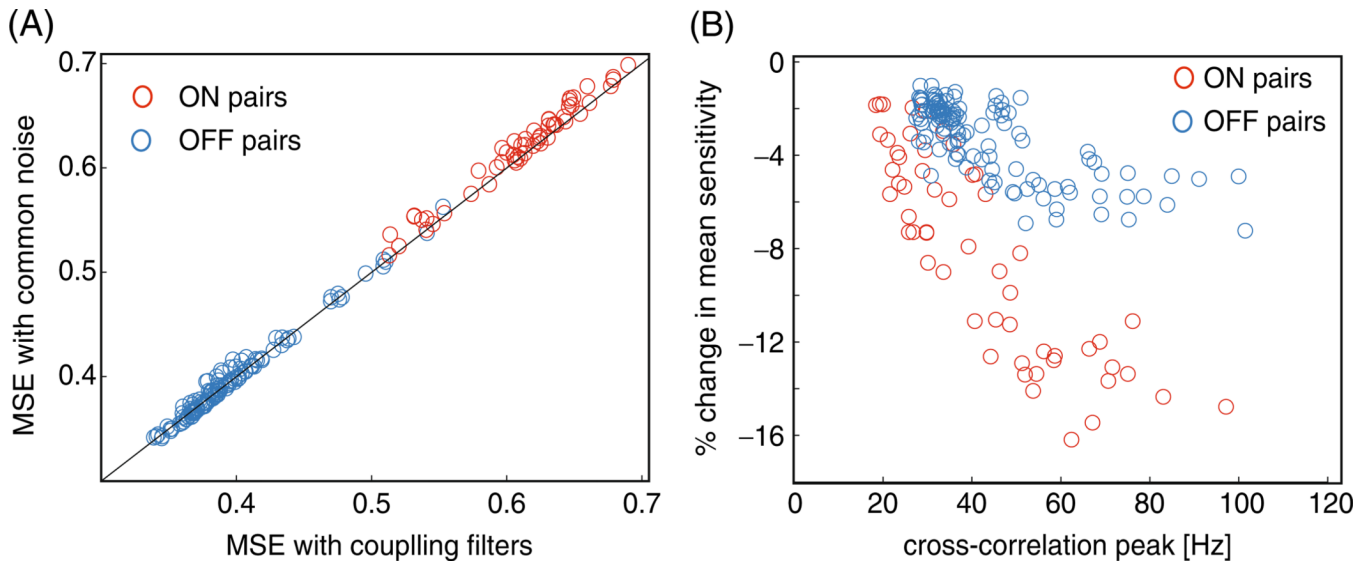 (A)
MSE with common noise
0.7
0.6
0.5
0.4
ON pairs
OFF pairs
0.4 0.5 0.6 0.7
MSE with couplling filters
(B)
% change in mean sensitivity
0
−4
−8
−12
−16
ON pairs
OFF pairs
0 20 40 60 80 100 120
cross-correlation peak [Hz]